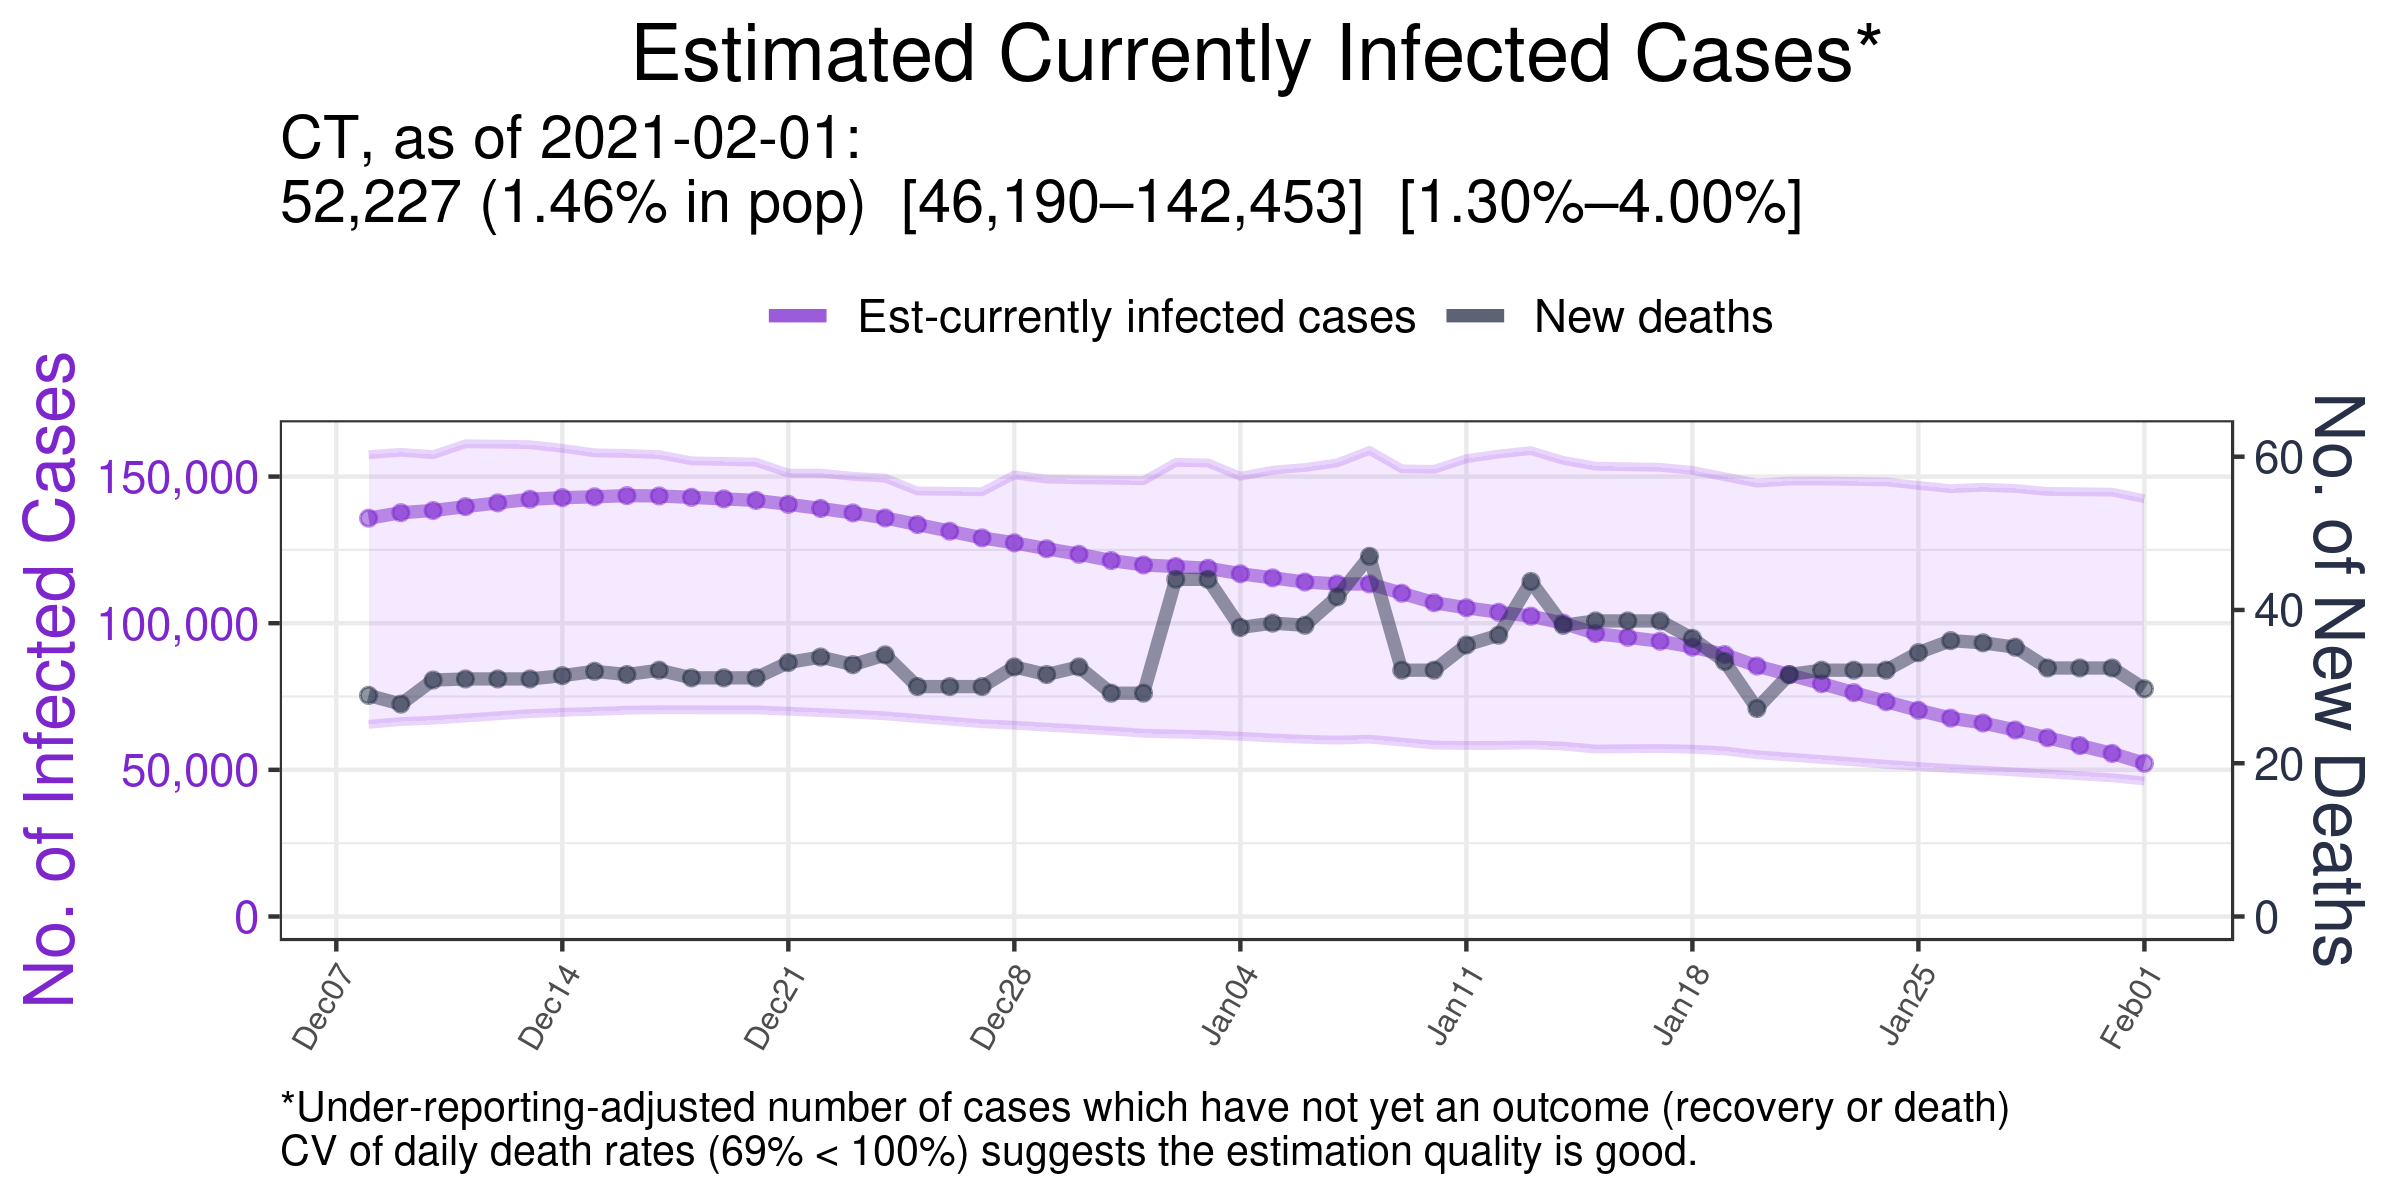 Estimated Currently Infected Cases*
CT, as of 2021-02-01:
52,227 (1.46% in pop)  [46,190–142,453]  [1.30%–4.00%]
Est-currently infected cases
New deaths
No. of Infected Cases
150,000
100,000
50,000
0
60
40
20
0
No. of New Deaths
Dec07
Dec14
Dec21
Dec28
Jan04
Jan11
Jan18
Jan25
Feb01
*Under-reporting-adjusted number of cases which have not yet an outcome (recovery or death)
CV of daily death rates (69% < 100%) suggests the estimation quality is good.